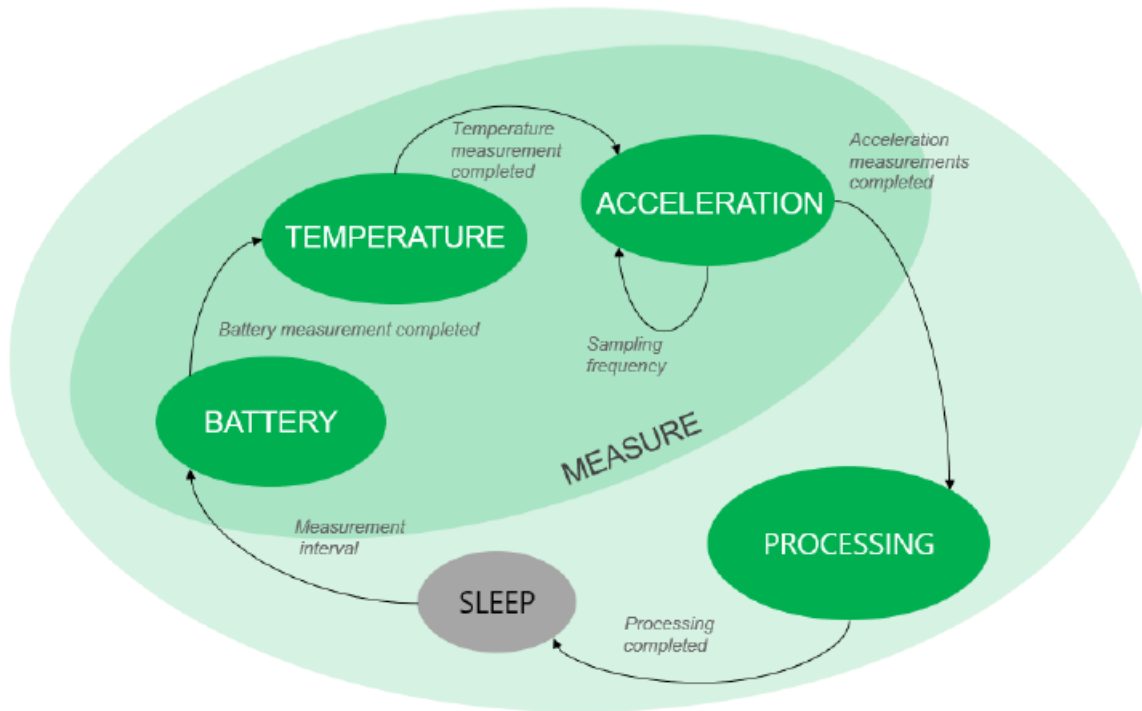 Temperature
measurement
completed
Acceleration
measurements
completed
ACCELERATION
TEMPERATURE
Battery measurement completed
Sampling
frequency
BATTERY
MEASURE
Measurement
interval
PROCESSING
SLEEP
Processing
completed